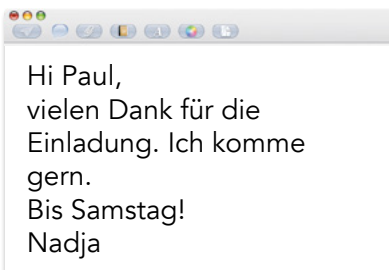 Hi Paul,
vielen Dank für die
Einladung. Ich komme
gern.
Bis Samstag!
Nadja